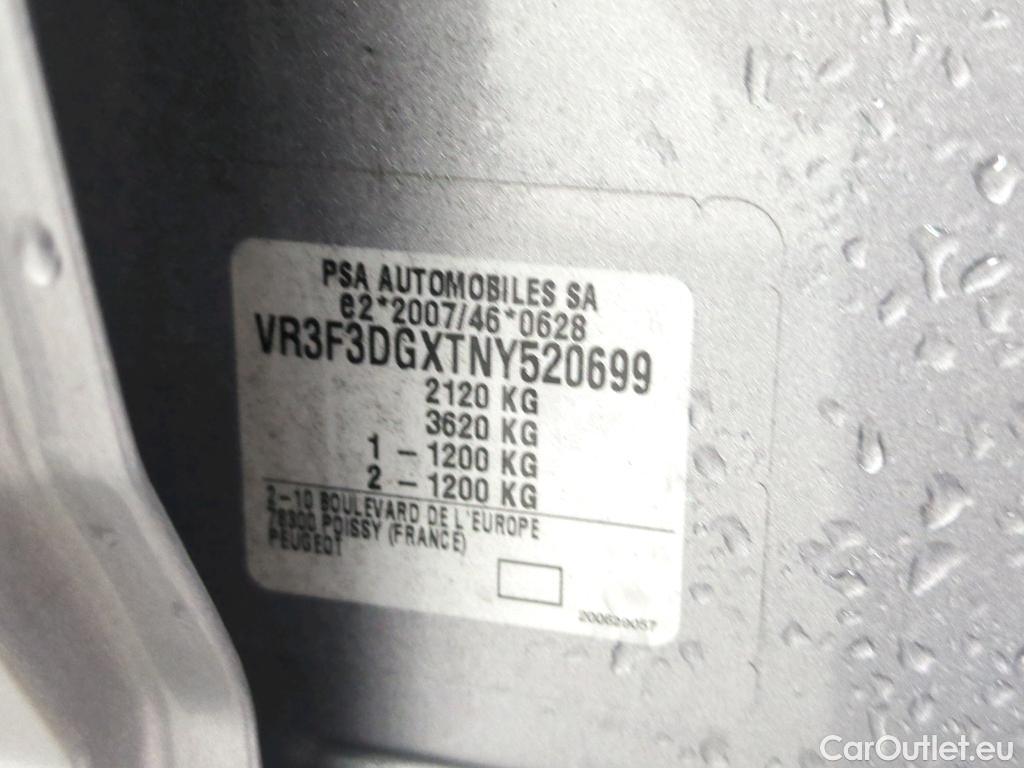 PSA AUTOMOBILES SA
e2*2007/46*0628
VR3F3DGXTNY520699
2120 KG
3620 KG
1 - 1200 KG
2 - 1200 KG
2-10 BOULEVARD DE L'EUROPE
78300 POISSY (FRANCE)
PEUGEOT
200629057
CarOutlet.eu